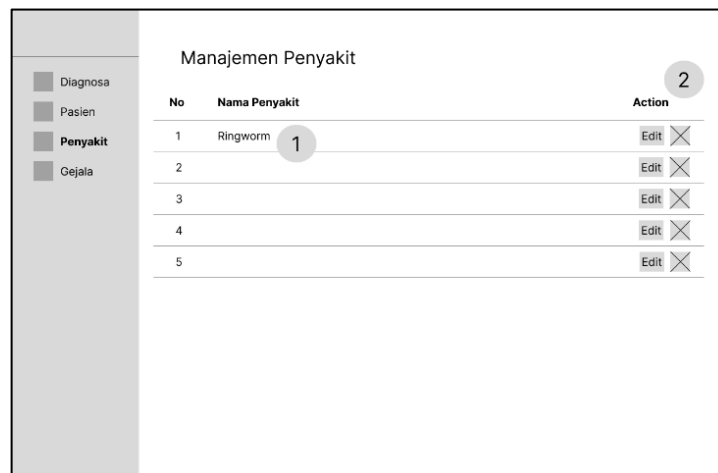 Diagnosa
Pasien
Penyakit
Gejala
Manajemen Penyakit
2
No Nama Penyakit Action
1 Ringworm 1 Edit
2 Edit
3 Edit
4 Edit
5 Edit